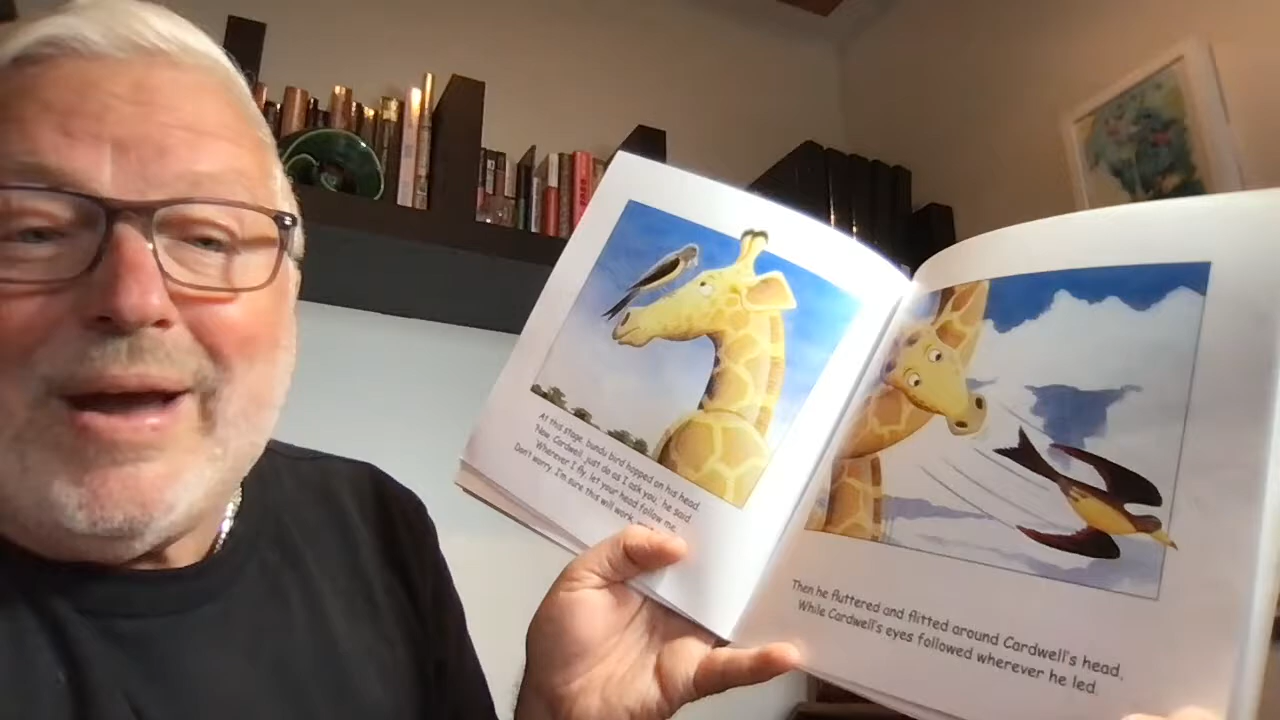 At this stage, bundu bird hopped on his head.
'Now, Cardwell, just do as I ask you,' he said.
'Wherever I fly, let your head follow me.
Don't worry, I'm sure this will work,
Then he fluttered and flitted around Cardwell's head,
While Cardwell's eyes followed wherever he led.